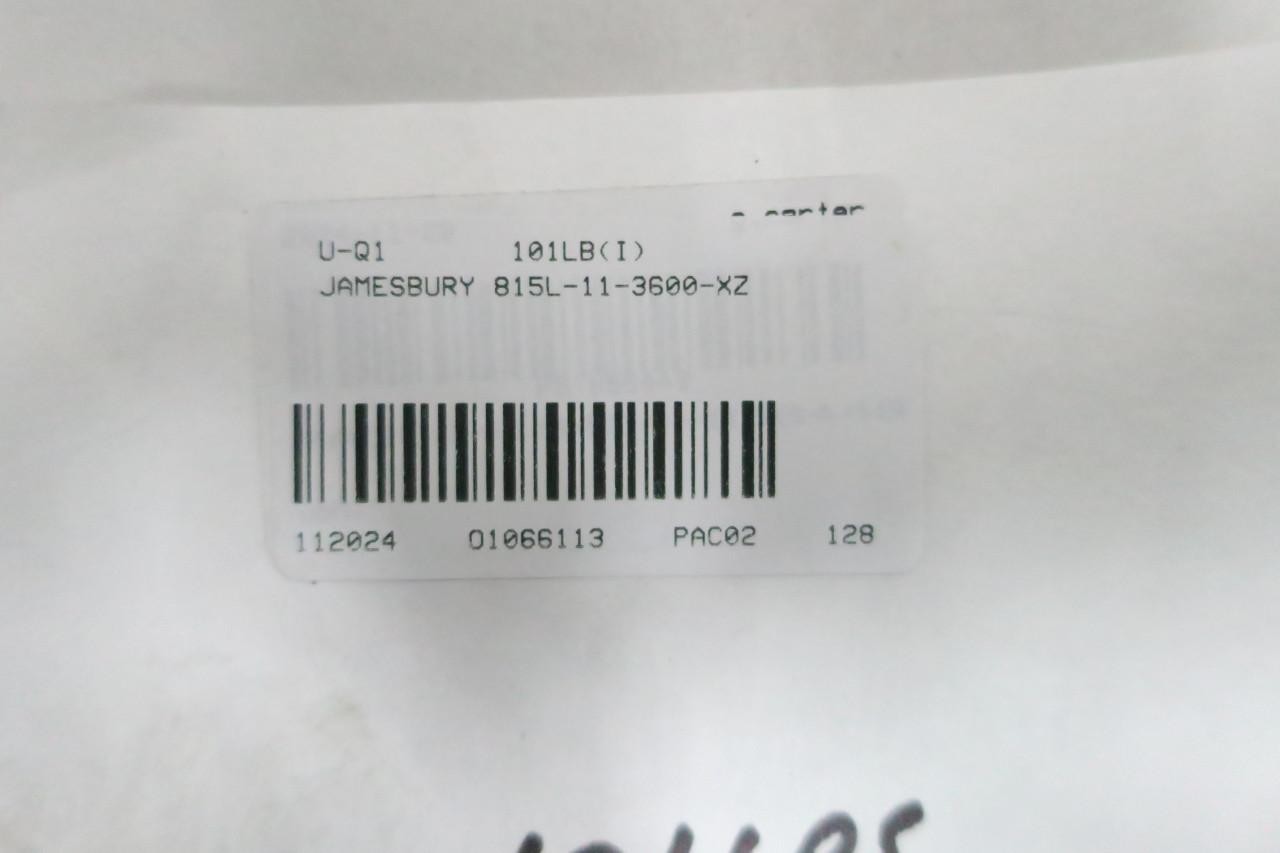 U-Q1 101LB(I)
JAMESBURY 815L-11-3600-XZ
112024 01066113 PAC02 128